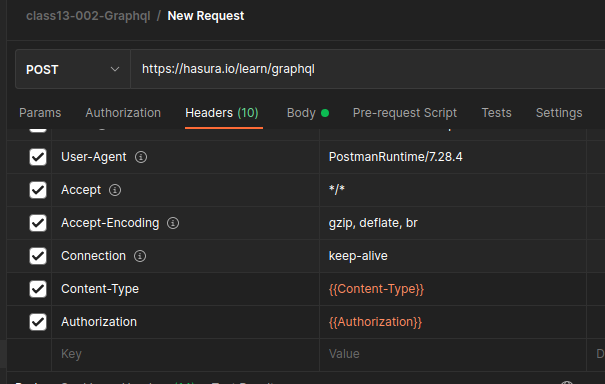 class13-002-Graphql / New Request
POST https://hasura.io/learn/graphql
Params Authorization Headers (10) Body Pre-request Script Tests Settings
User-Agent PostmanRuntime/7.28.4
Accept */*
Accept-Encoding gzip, deflate, br
Connection keep-alive
Content-Type {{Content-Type}}
Authorization {{Authorization}}
Key Value D